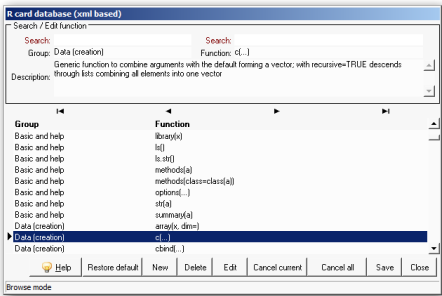 R card database (xml based)
Search / Edit function
Search: Search:
Group: Data (creation) Function: c(...)
Description: Generic function to combine arguments with the default forming a vector; with recursive=TRUE descends
through lists combining all elements into one vector
Group Function
Basic and help library(x)
Basic and help ls()
Basic and help ls.str()
Basic and help methods(a)
Basic and help methods(class=class(a))
Basic and help options(...)
Basic and help str(a)
Basic and help summary(a)
Data (creation) array(x, dim=)
Data (creation) c(...)
Data (creation) cbind(...)
Help Restore default New Delete Edit Cancel current Cancel all Save Close
Browse mode